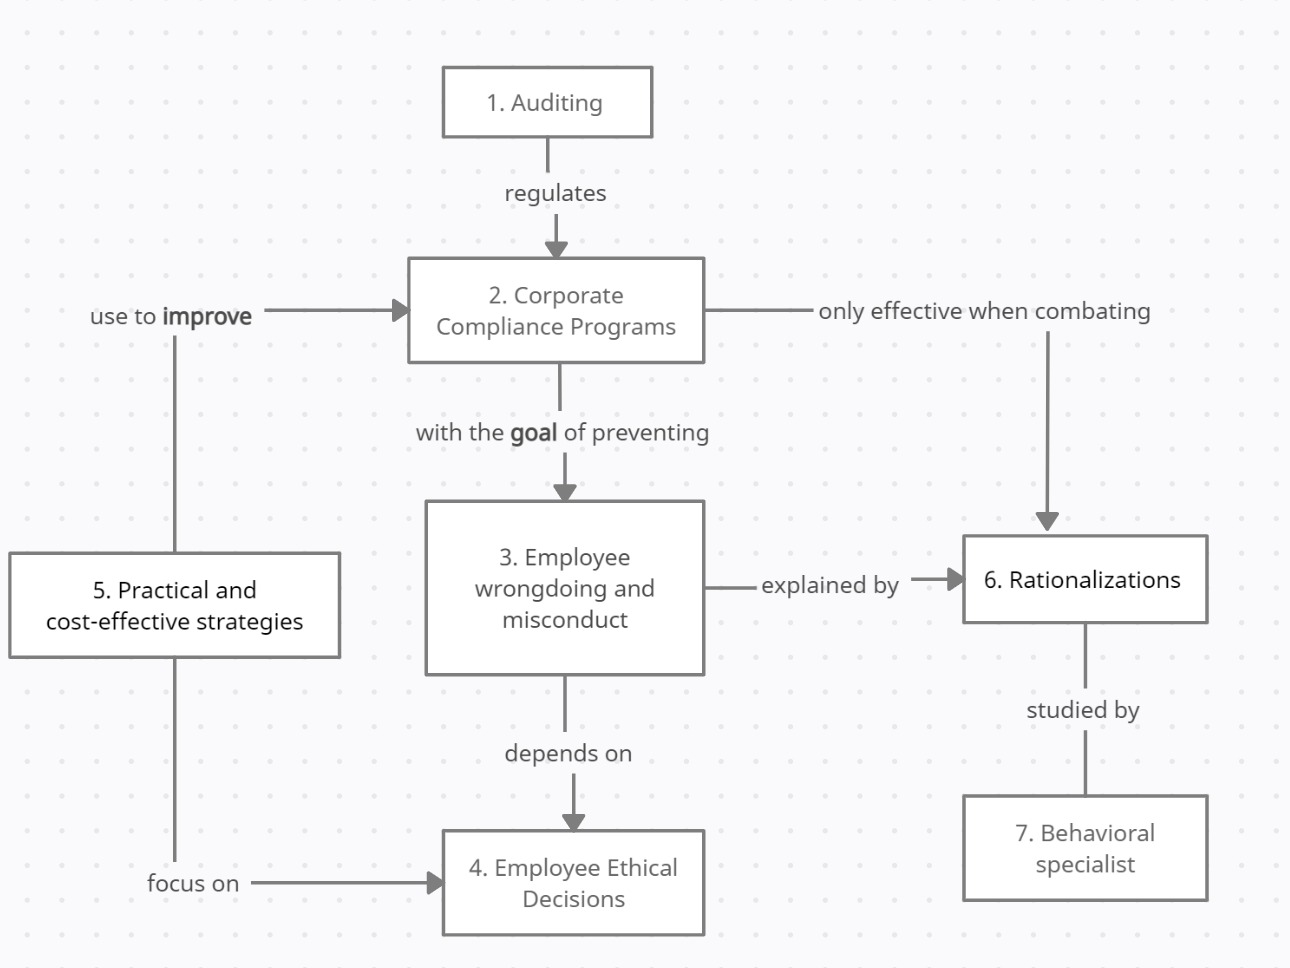 1. Auditing
regulates
2. Corporate
Compliance Programs
use to improve
only effective when combating
with the goal of preventing
3. Employee
wrongdoing and
misconduct
5. Practical and
cost-effective strategies
explained by
6. Rationalizations
studied by
depends on
7. Behavioral
specialist
4. Employee Ethical
Decisions
focus on